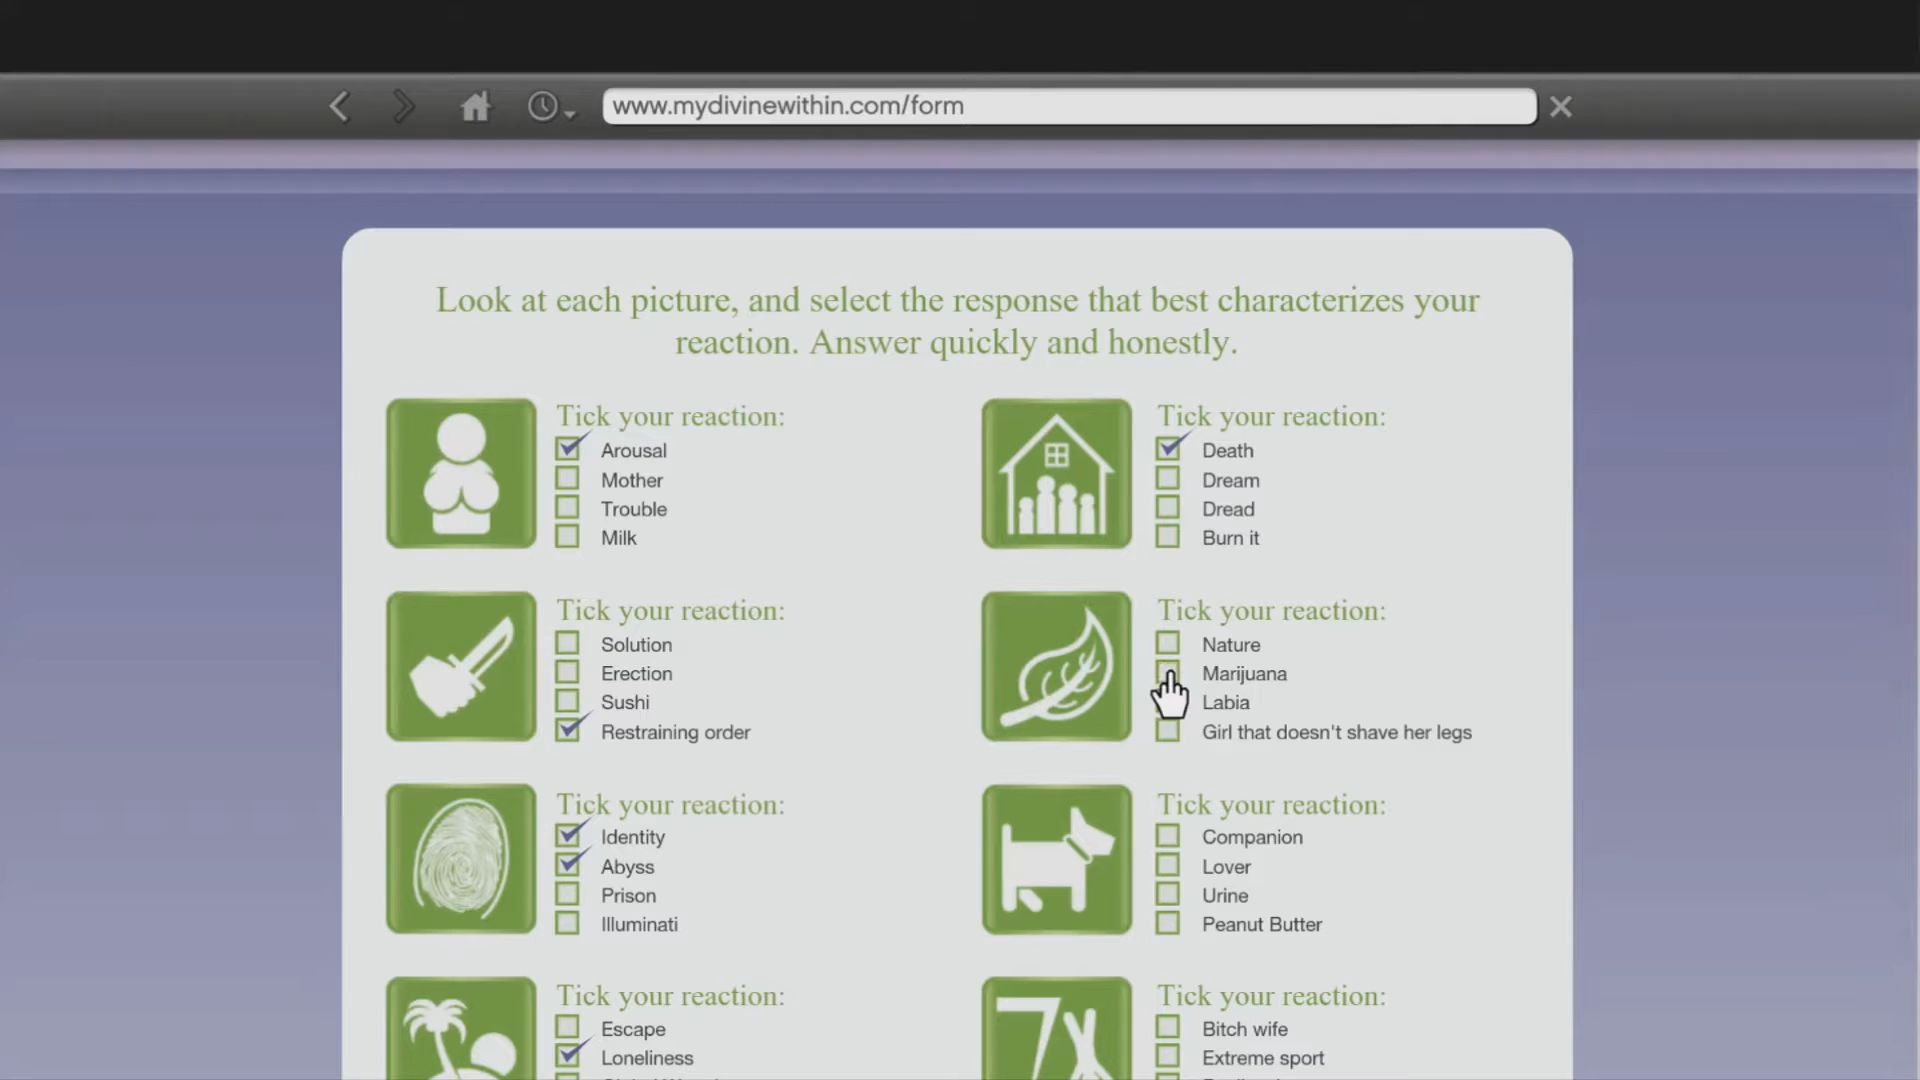 www.mydivinewithin.com/form
Look at each picture, and select the response that best characterizes your
reaction. Answer quickly and honestly.
Tick your reaction:
Arousal
Mother
Trouble
Milk
Tick your reaction:
Death
Dream
Dread
Burn it
Tick your reaction:
Solution
Erection
Sushi
Restraining order
Tick your reaction:
Nature
Marijuana
Labia
Girl that doesn't shave her legs
Tick your reaction:
Identity
Abyss
Prison
Illuminati
Tick your reaction:
Companion
Lover
Urine
Peanut Butter
Tick your reaction:
Escape
Loneliness
Tick your reaction:
Bitch wife
Extreme sport